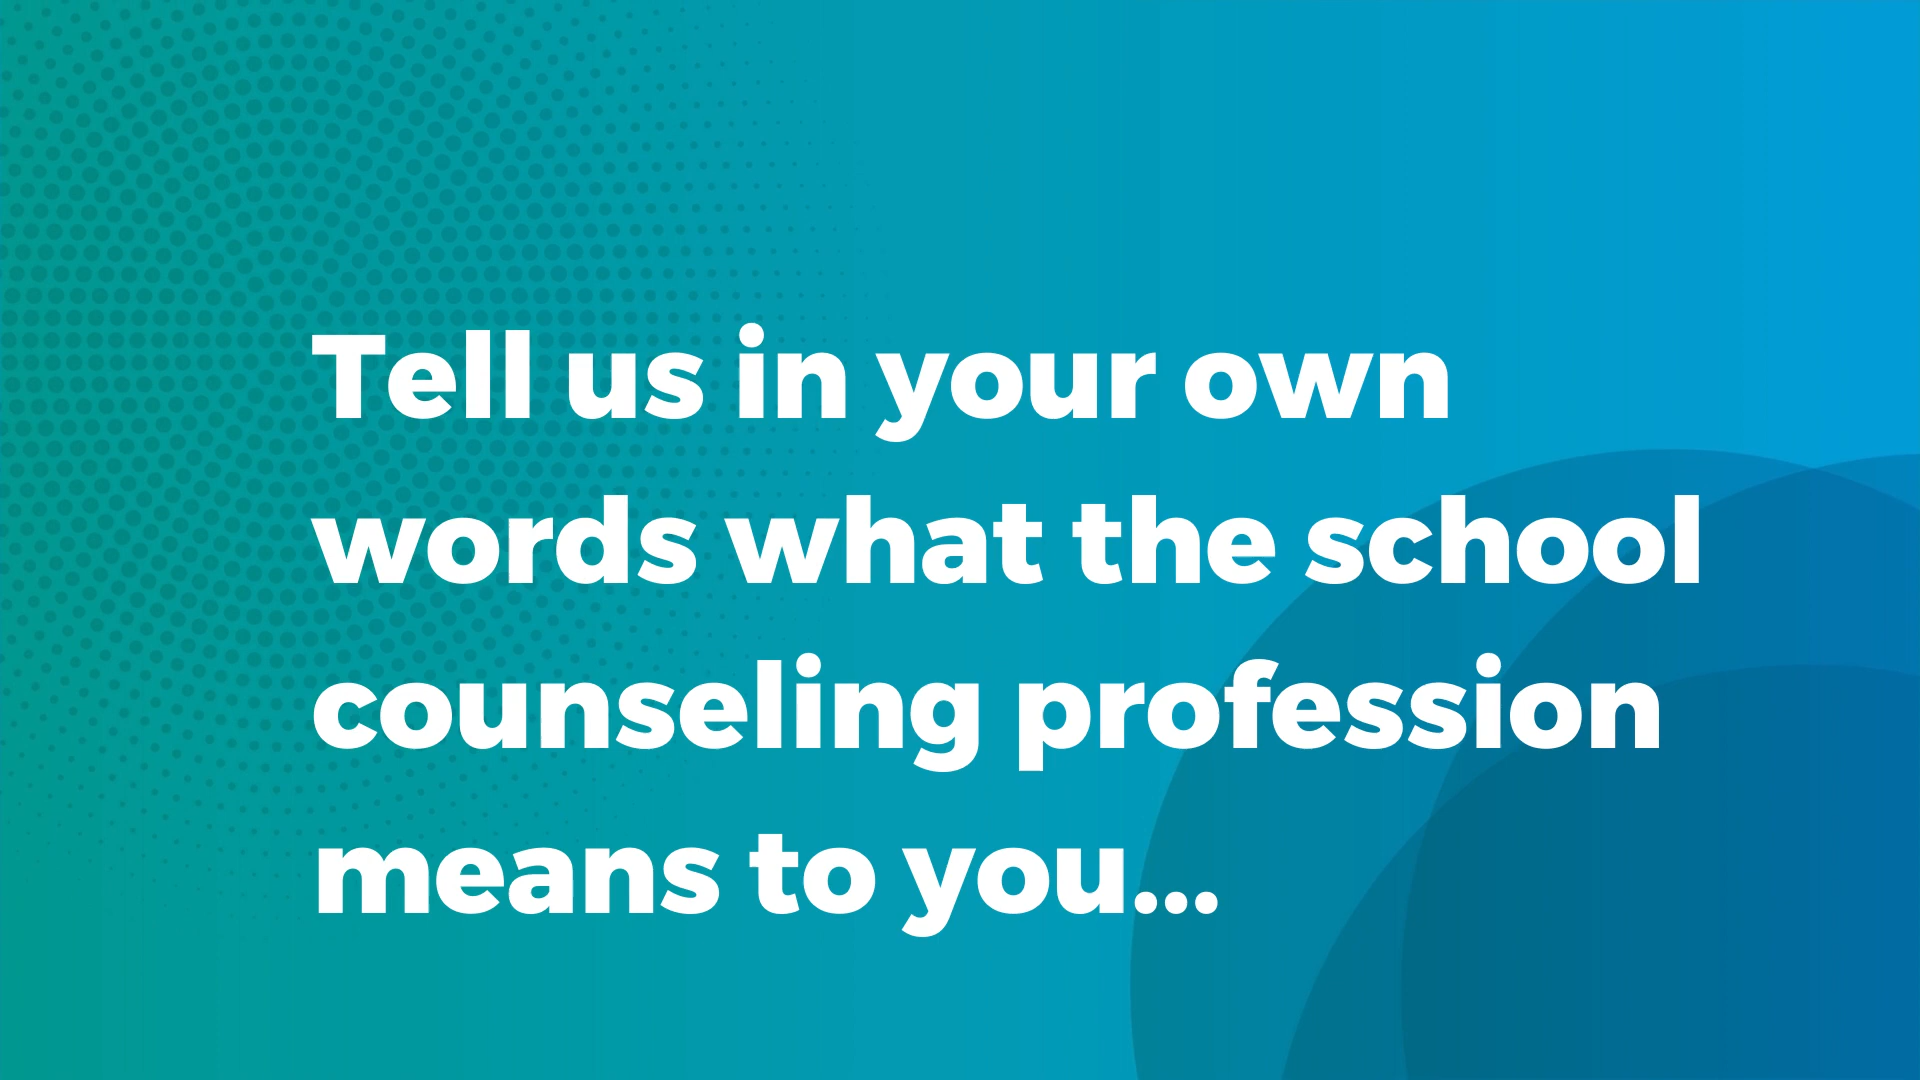 Tell us in your own
words what the school
counseling profession
means to you...